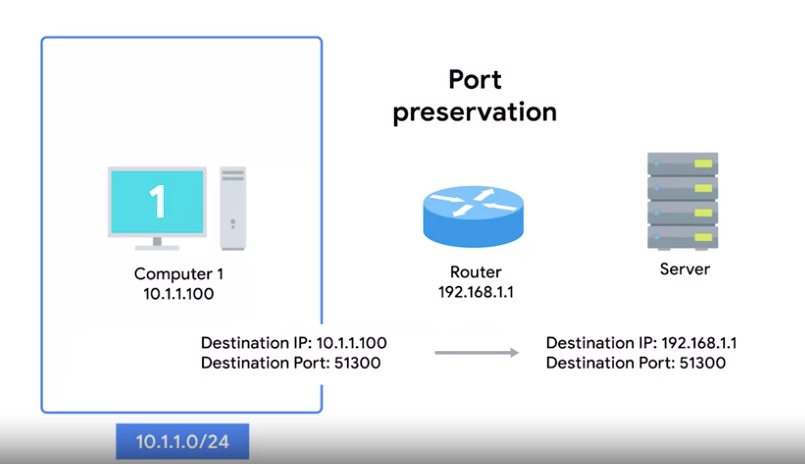 Port
preservation
1
Computer 1
10.1.1.100
Router
192.168.1.1
Server
Destination IP: 10.1.1.100
Destination Port: 51300
Destination IP: 192.168.1.1
Destination Port: 51300
10.1.1.0/24